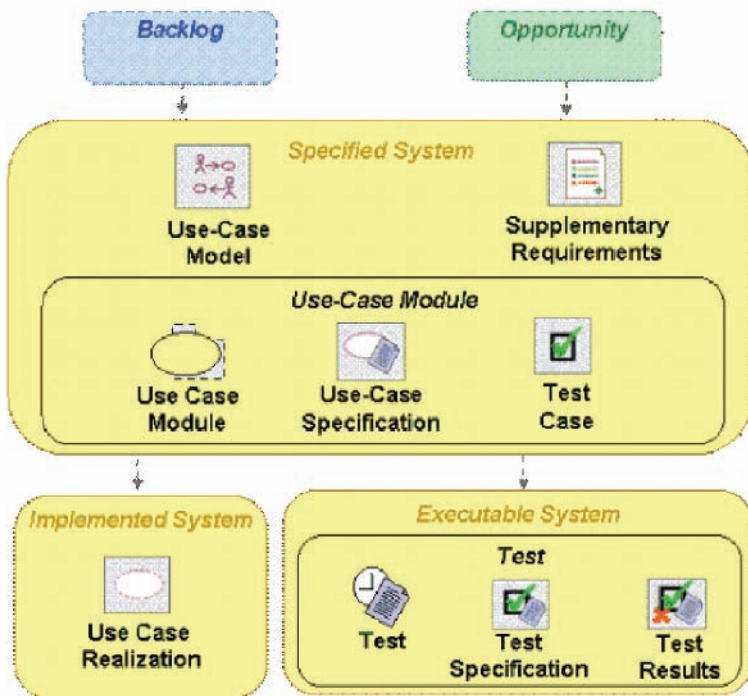 Backlog
Opportunity
Specified System
Use-Case
Model
Supplementary
Requirements
Use-Case Module
Use Case
Module
Use-Case
Specification
Test
Case
Implemented System
Use Case
Realization
Executable System
Test
Test
Test
Specification
Test
Results